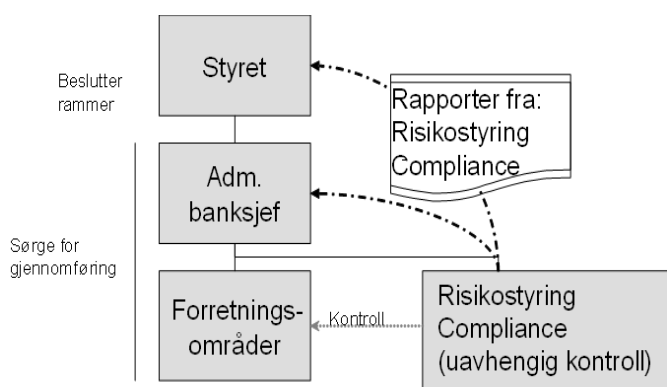 Styret
Beslutter
rammer
Rapporter fra:
Risikostyring
Compliance
Adm.
banksjef
Sørge for
gjennomføring
Forretnings-
områder
Kontroll
Risikostyring
Compliance
(uavhengig kontroll)